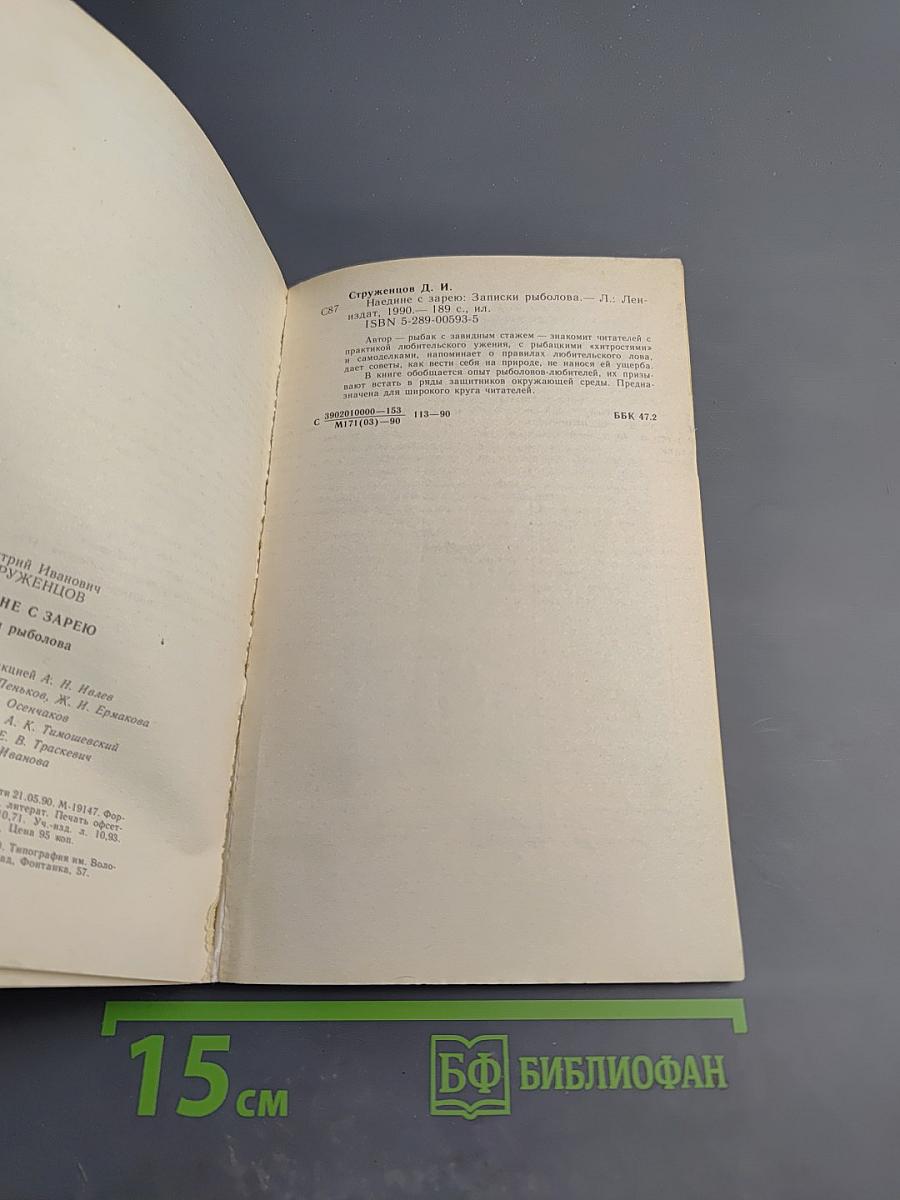 трий Иванович
РУЖЕНЦОВ
НЕ С ЗАРЕЮ
рыболова
кцией А. Н. Ивлев
Пеньков, Ж. И. Ермакова
Осенчаков
А. К. Тимошевский
Е. В. Траскевич
Иванова
ти 21.05.90. М-19147. Фор-
литерат. Печать офсет-
10,71. Уч.-изд. л. 10,93.
Цена 95 коп.
Типография им. Воло-
ад, Фонтанка, 57.
Струженцов Д. И.
С87 Наедине с зарею: Записки рыболова.— Л.: Лен-
издат, 1990.— 189 с., ил.
ISBN 5-289-00593-5
Автор — рыбак с завидным стажем — знакомит читателей с
практикой любительского ужения, с рыбацкими «хитростями»
и самоделками, напоминает о правилах любительского лова,
дает советы, как вести себя на природе, не нанося ей ущерба.
В книге обобщается опыт рыболовов-любителей, их призы-
вают встать в ряды защитников окружающей среды. Предна-
значена для широкого круга читателей.
С 3902010000—153 113—90 ББК 47.2
М171(03)—90
15 см БФ БИБЛИОФАН